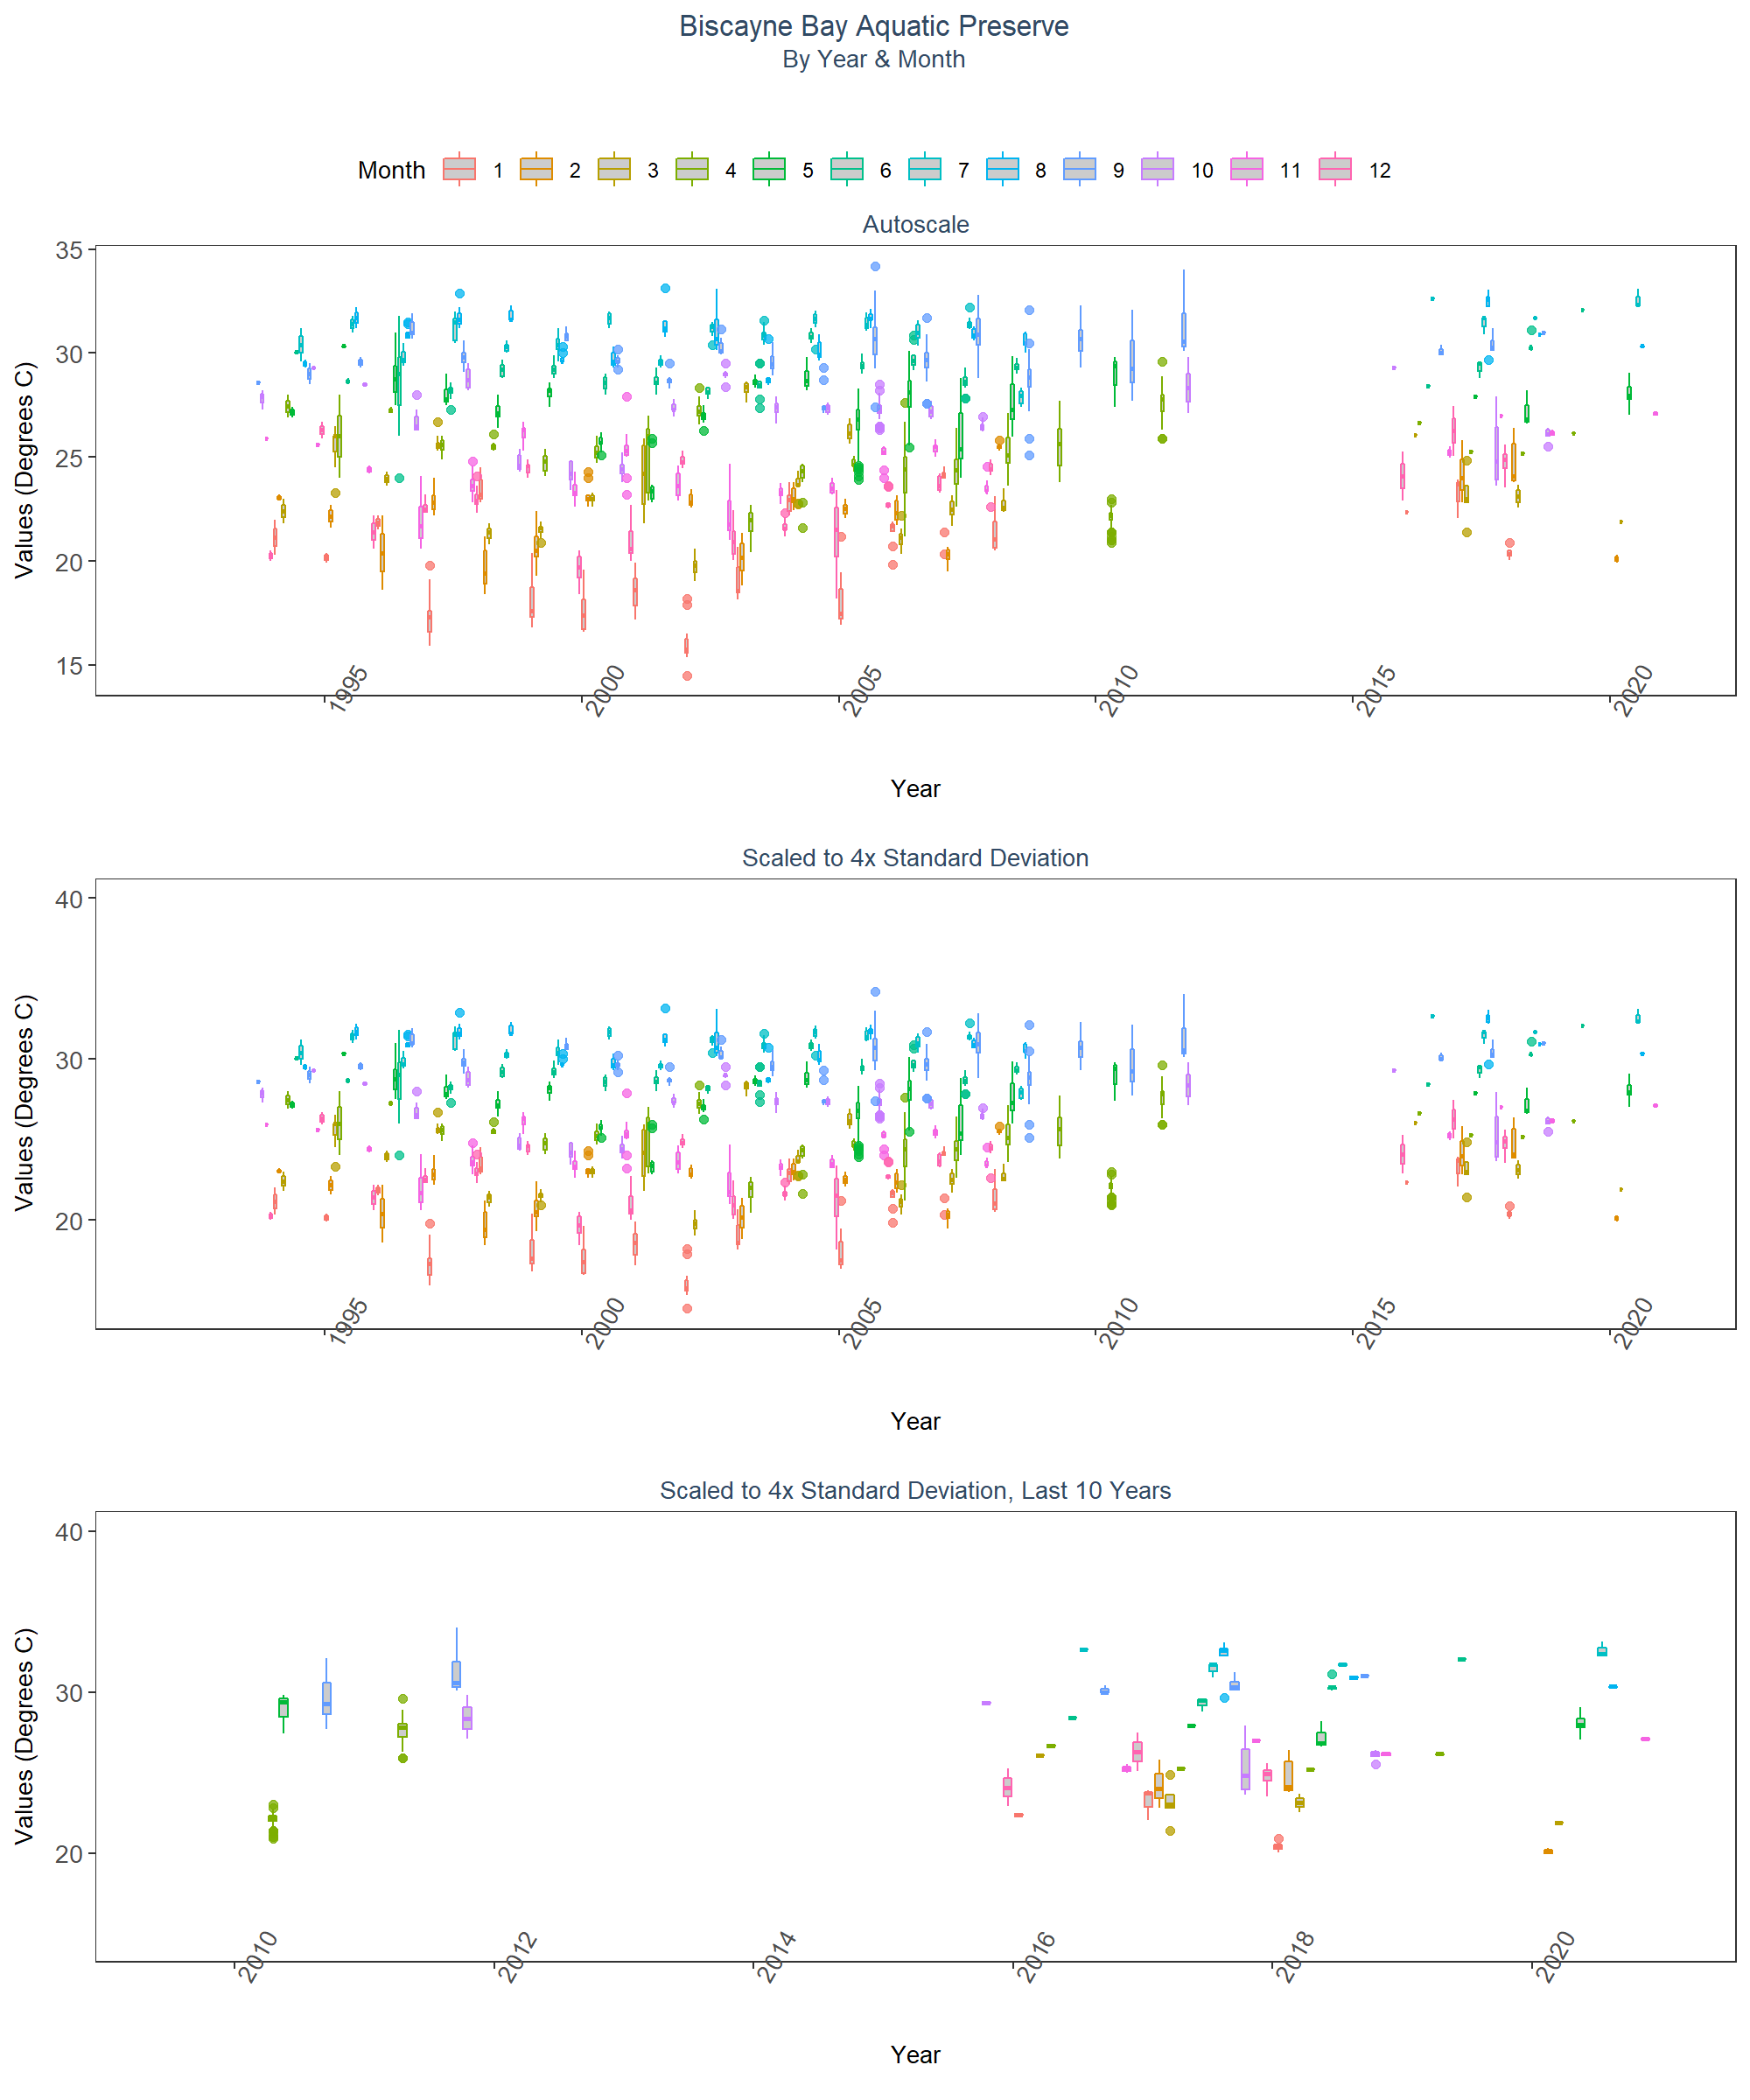 Biscayne Bay Aquatic Preserve
By Year & Month
Month 1 2 3 4 5 6 7 8 9 10 11 12
Autoscale
Values (Degrees C)
35
30
25
20
15
1995 2000 2005 2010 2015 2020
Year
Scaled to 4x Standard Deviation
Values (Degrees C)
40
30
20
1995 2000 2005 2010 2015 2020
Year
Scaled to 4x Standard Deviation, Last 10 Years
Values (Degrees C)
40
30
20
2010 2012 2014 2016 2018 2020
Year